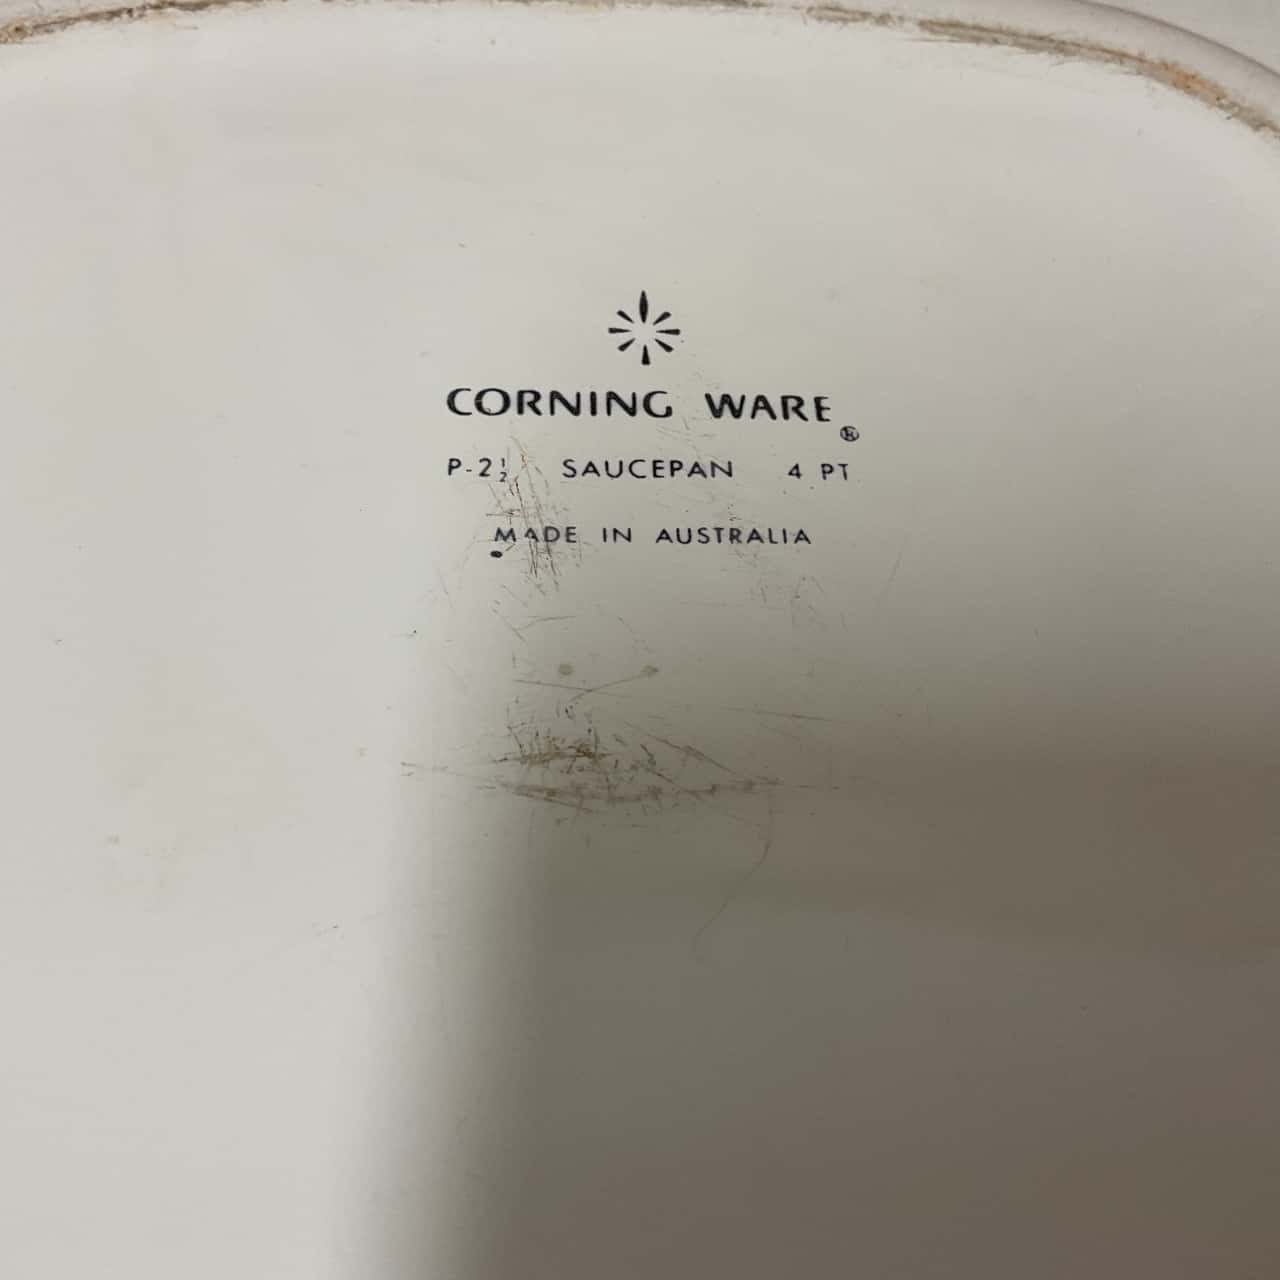 CORNING WARE ®
P-2½ SAUCEPAN 4 PT
MADE IN AUSTRALIA